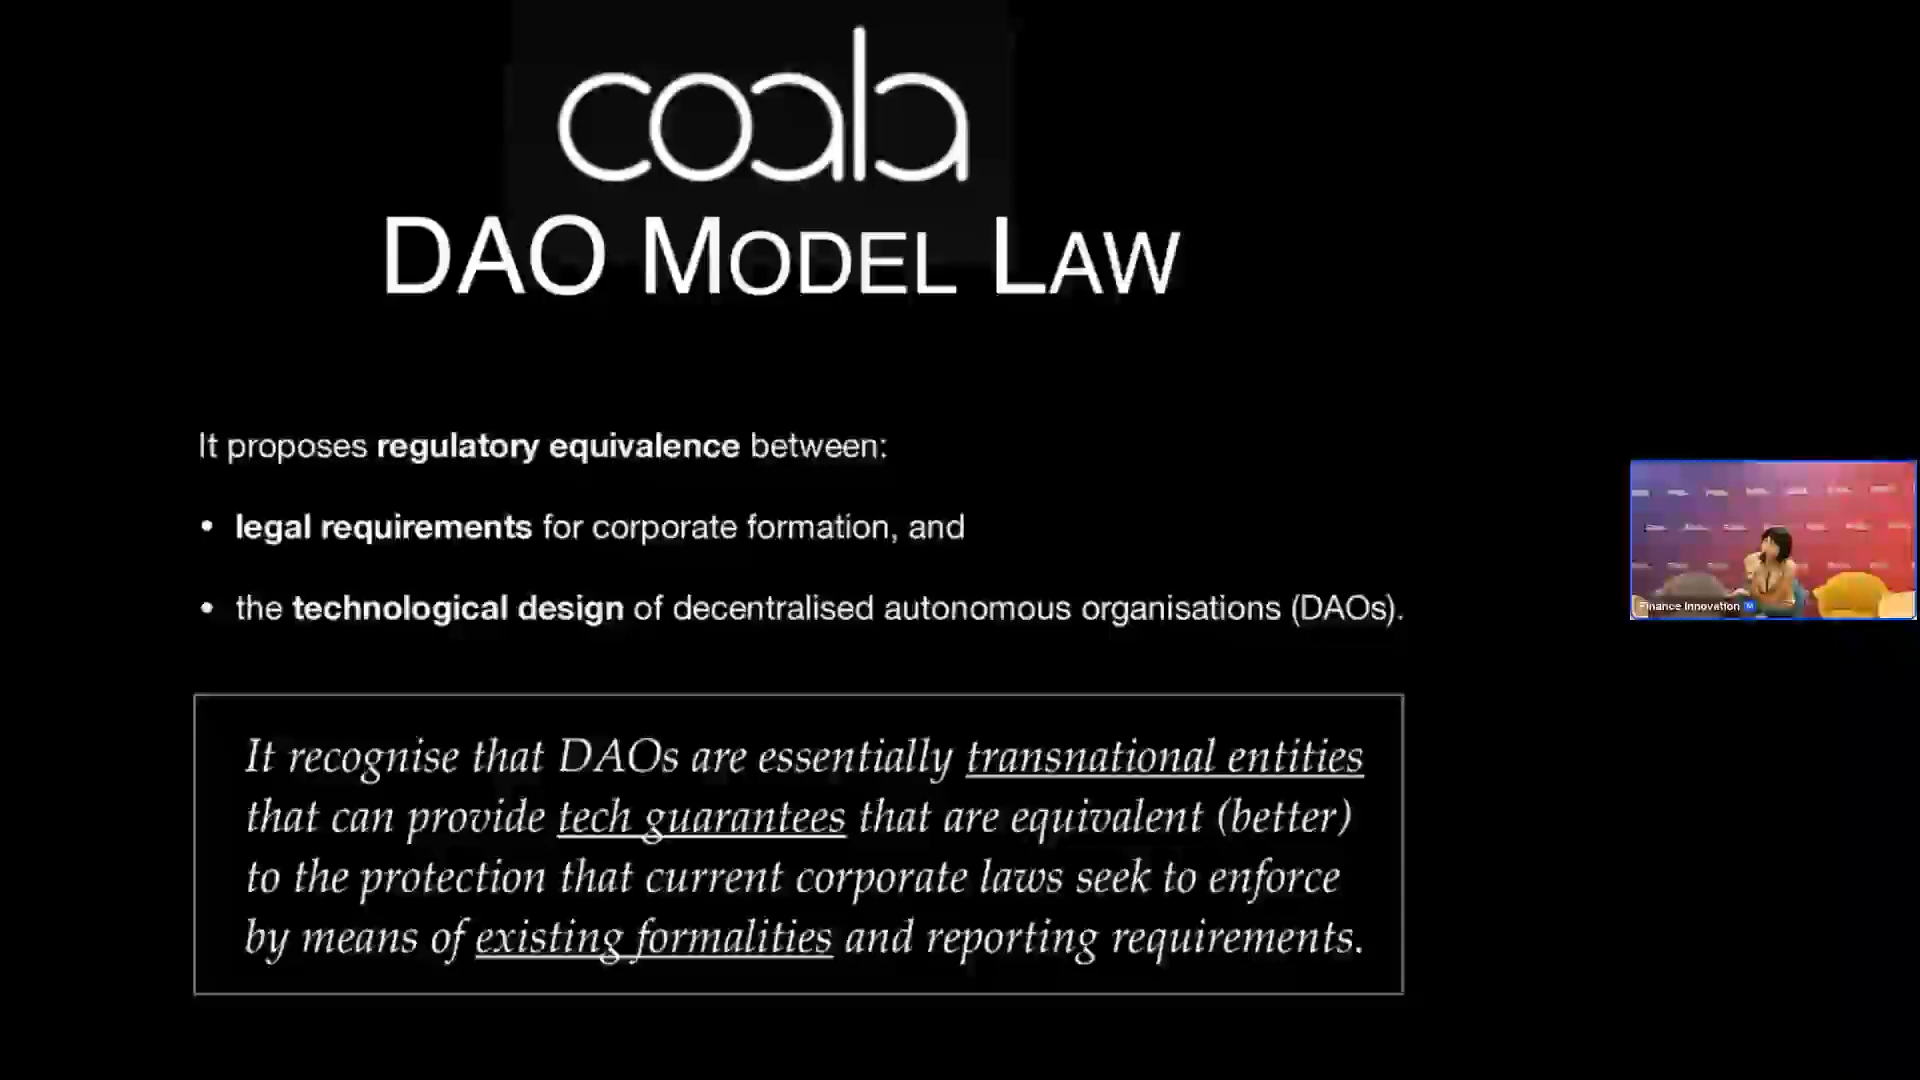 coala
DAO MODEL LAW
It proposes regulatory equivalence between:
• legal requirements for corporate formation, and
• the technological design of decentralised autonomous organisations (DAOs).
It recognise that DAOs are essentially transnational entities
that can provide tech guarantees that are equivalent (better)
to the protection that current corporate laws seek to enforce
by means of existing formalities and reporting requirements.
Finance Innovation